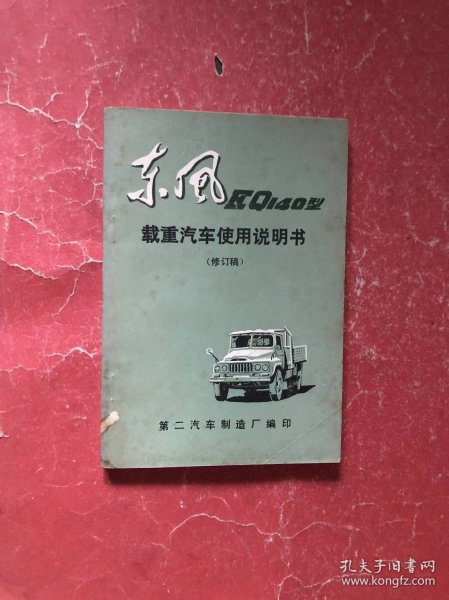 东风EQ140型
载重汽车使用说明书
（修订稿）
第二汽车制造厂编印
孔夫子旧书网
www.kongfz.com